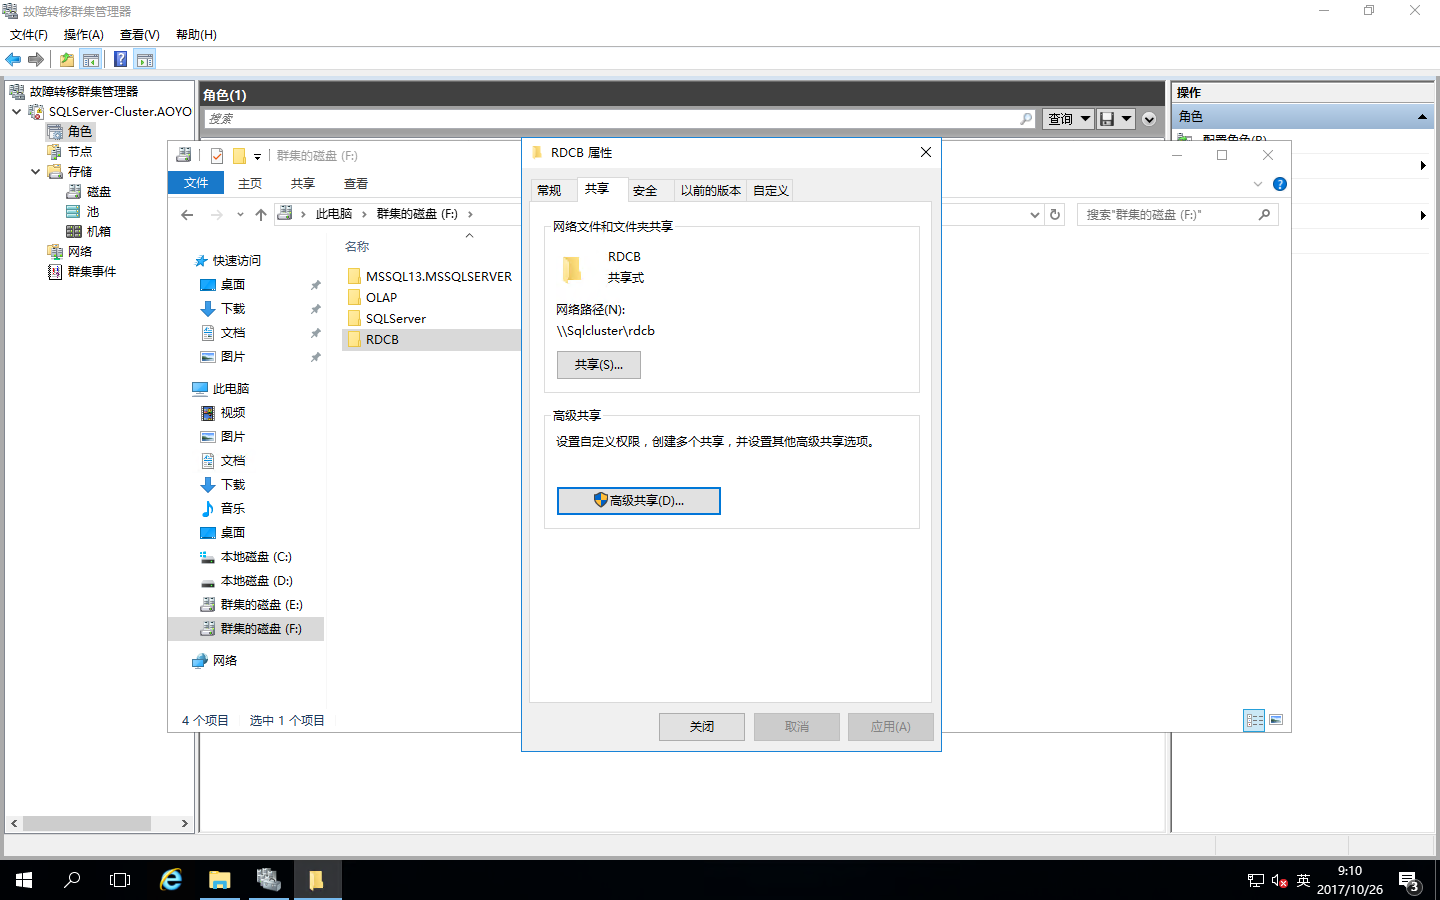 故障转移群集管理器
文件(F) 操作(A) 查看(V) 帮助(H)
故障转移群集管理器
SQLServer-Cluster.AOYO
角色
节点
存储
磁盘
池
机箱
网络
群集事件
角色(1)
搜索
查询
操作
角色
群集的磁盘 (F:)
文件 主页 共享 查看
此电脑 群集的磁盘 (F:)
搜索"群集的磁盘 (F:)"
快速访问
桌面
下载
文档
图片
此电脑
视频
图片
文档
下载
音乐
桌面
本地磁盘 (C:)
本地磁盘 (D:)
群集的磁盘 (E:)
群集的磁盘 (F:)
网络
名称
MSSQL13.MSSQLSERVER
OLAP
SQLServer
RDCB
4 个项目 选中 1 个项目
RDCB 属性
常规 共享 安全 以前的版本 自定义
网络文件和文件夹共享
RDCB
共享式
网络路径(N):
\\Sqlcluster\rdcb
共享(S)...
高级共享
设置自定义权限，创建多个共享，并设置其他高级共享选项。
高级共享(D)...
关闭 取消 应用(A)
英
9:10
2017/10/26
3